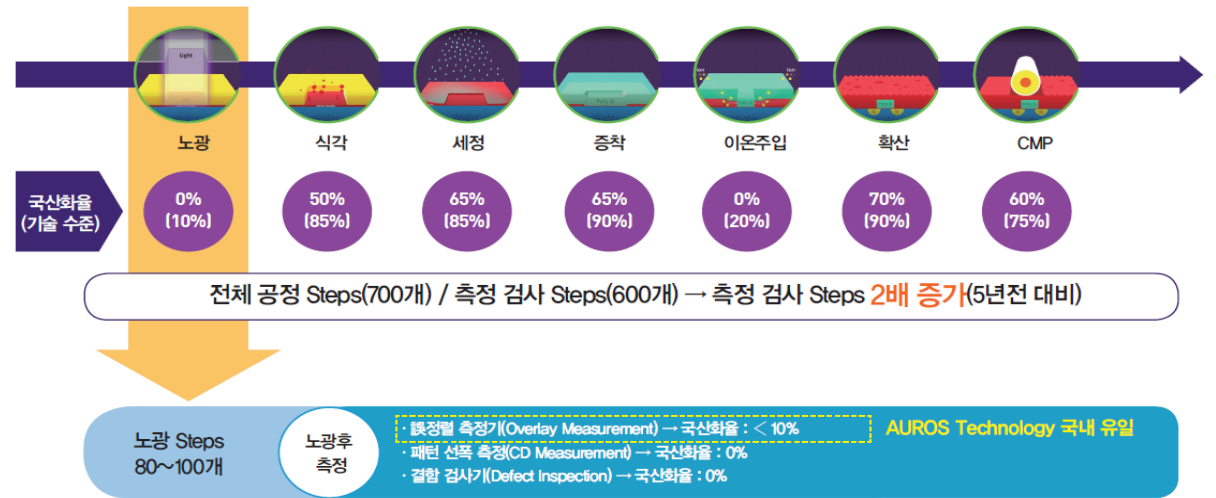 Light
노광
식각
세정
증착
이온주입
확산
CMP
국산화율
(기술 수준)
0%
(10%)
50%
(85%)
65%
(85%)
65%
(90%)
0%
(20%)
70%
(90%)
60%
(75%)
전체 공정 Steps(700개) / 측정 검사 Steps(600개) → 측정 검사 Steps 2배 증가(5년전 대비)
노광 Steps
80~100개
노광후
측정
· 誤정렬 측정기(Overlay Measurement) → 국산화율 : < 10%
AUROS Technology 국내 유일
· 패턴 선폭 측정(CD Measurement) → 국산화율 : 0%
· 결함 검사기(Defect Inspection) → 국산화율 : 0%